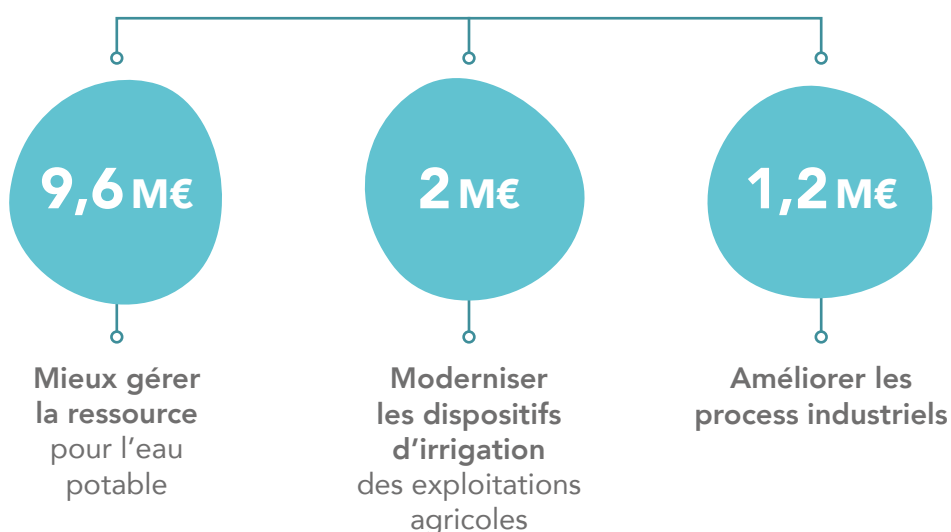 9,6 M€
Mieux gérer
la ressource
pour l'eau
potable
2 M€
Moderniser
les dispositifs
d'irrigation
des exploitations
agricoles
1,2 M€
Améliorer les
process industriels